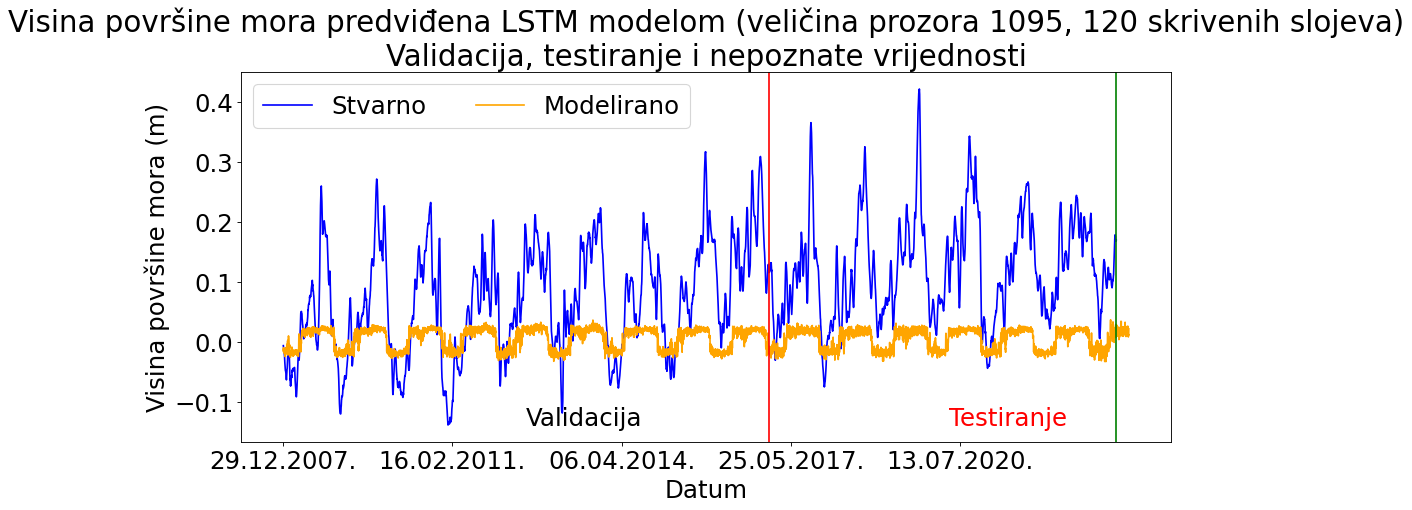 Visina površine mora predviđena LSTM modelom (veličina prozora 1095, 120 skrivenih slojeva)
Validacija, testiranje i nepoznate vrijednosti
Stvarno Modelirano
Visina površine mora (m)
0.4
0.3
0.2
0.1
0.0
−0.1
Validacija Testiranje
29.12.2007. 16.02.2011. 06.04.2014. 25.05.2017. 13.07.2020.
Datum